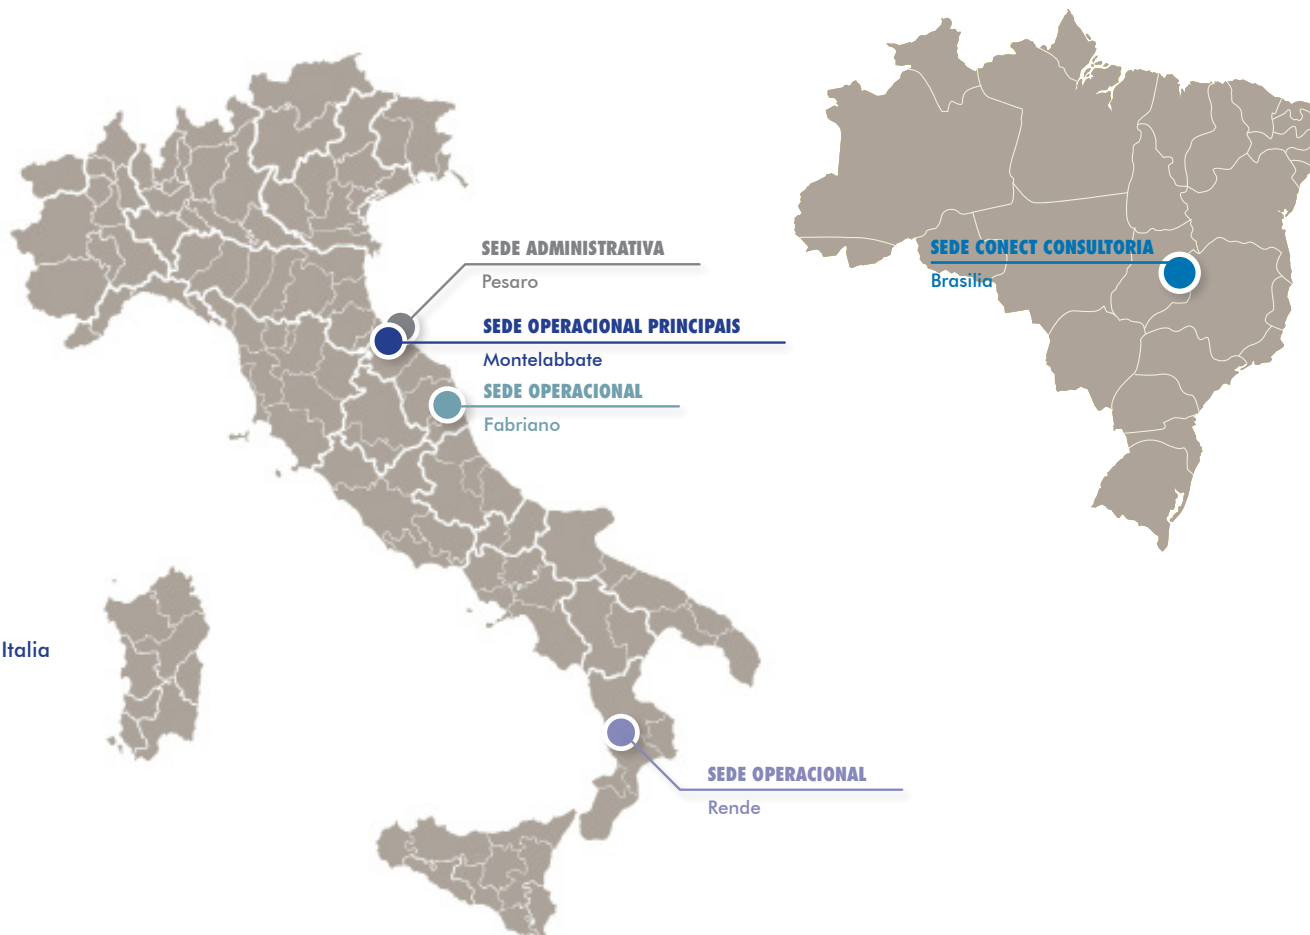 SEDE ADMINISTRATIVA
Pesaro
SEDE OPERACIONAL PRINCIPAIS
Montelabbate
SEDE OPERACIONAL
Fabriano
SEDE CONECT CONSULTORIA
Brasilia
Italia
SEDE OPERACIONAL
Rende